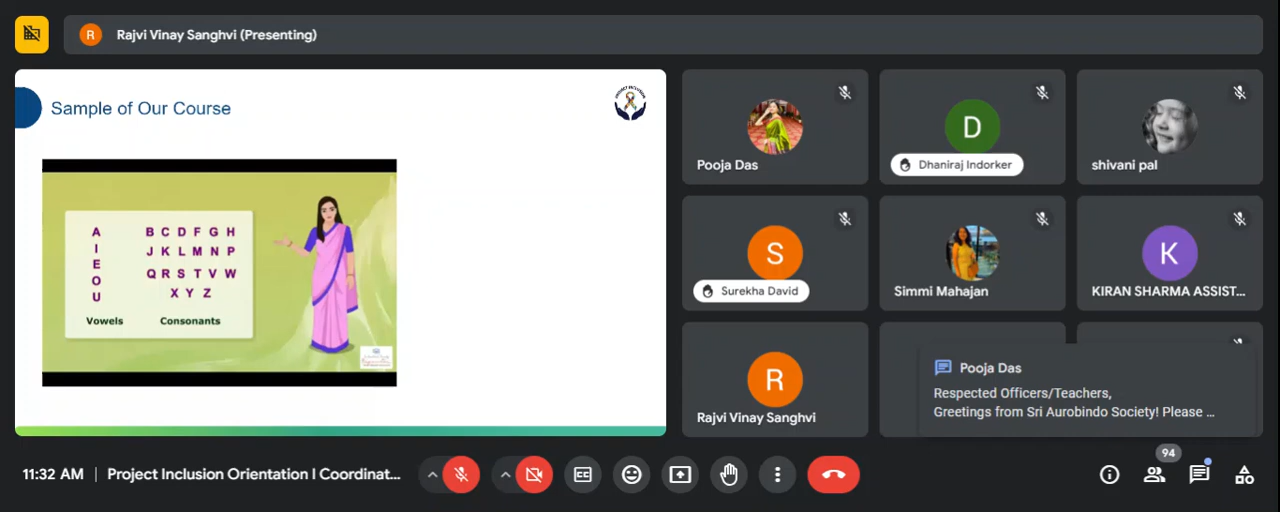 R Rajvi Vinay Sanghvi (Presenting)
Sample of Our Course
PROJECT INCLUSION
A
I
E
O
U
B C D F G H
J K L M N P
Q R S T V W
X Y Z
Vowels Consonants
Pooja Das
D
Dhaniraj Indorker
shivani pal
S
Surekha David
Simmi Mahajan
K
KIRAN SHARMA ASSIST...
R
Rajvi Vinay Sanghvi
Pooja Das
Respected Officers/Teachers,
Greetings from Sri Aurobindo Society! Please ...
11:32 AM | Project Inclusion Orientation I Coordinat...
94